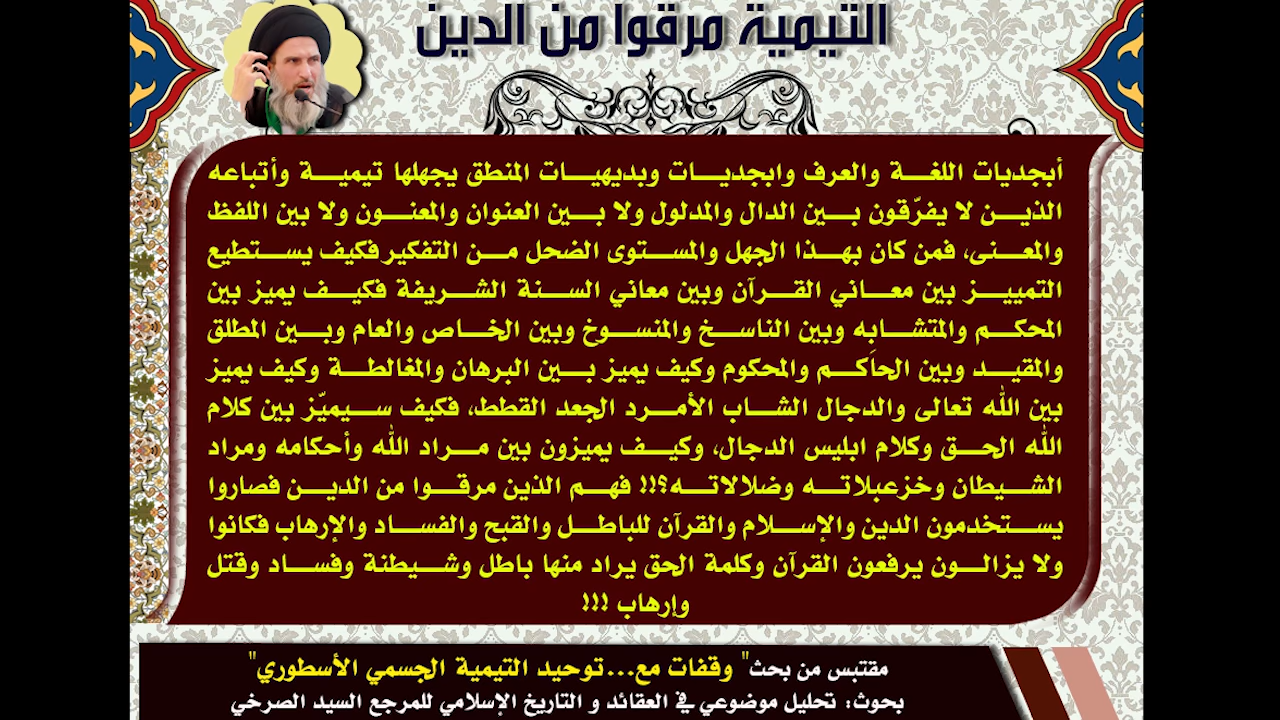 التيمية مرقوا من الدين
أبجديات اللغة والعرف وابجديات وبديهيات المنطق يجهلها تيمية وأتباعه
الذين لا يفرّقون بين الدال والمدلول ولا بين العنوان والمعنون ولا بين اللفظ
والمعنى، فمن كان بهذا الجهل والمستوى الضحل من التفكير فكيف يستطيع
التمييز بين معاني القرآن وبين معاني السنة الشريفة فكيف يميز بين
المحكم والمتشابه وبين الناسخ والمنسوخ وبين الخاص والعام وبين المطلق
والمقيد وبين الحاَكم والمحكوم وكيف يميز بين البرهان والمغالطة وكيف يميز
بين الله تعالى والدجال الشاب الأمرد الجعد القطط، فكيف سيميّز بين كلام
الله الحق وكلام ابليس الدجال، وكيف يميزون بين مراد الله وأحكامه ومراد
الشيطان وخزعبلاته وضلالاته؟!! فهم الذين مرقوا من الدين فصاروا
يستخدمون الدين والإسلام والقرآن للباطل والقبح والفساد والإرهاب فكانوا
ولا يزالون يرفعون القرآن وكلمة الحق يراد منها باطل وشيطنة وفساد وقتل
وإرهاب !!!
مقتبس من بحث" وقفات مع...توحيد التيمية الجسمي الأسطوري"
بحوث: تحليل موضوعي في العقائد و التاريخ الإسلامي للمرجع السيد الصرخي